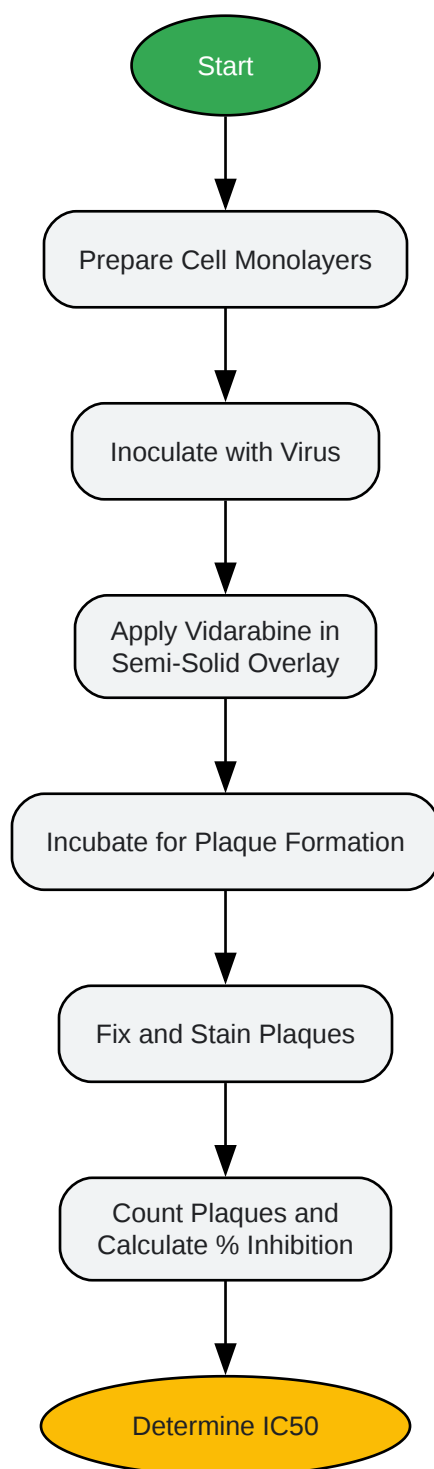 Start
Prepare Cell Monolayers
Inoculate with Virus
Apply Vidarabine in
Semi-Solid Overlay
Incubate for Plaque Formation
Fix and Stain Plaques
Count Plaques and
Calculate % Inhibition
Determine IC50